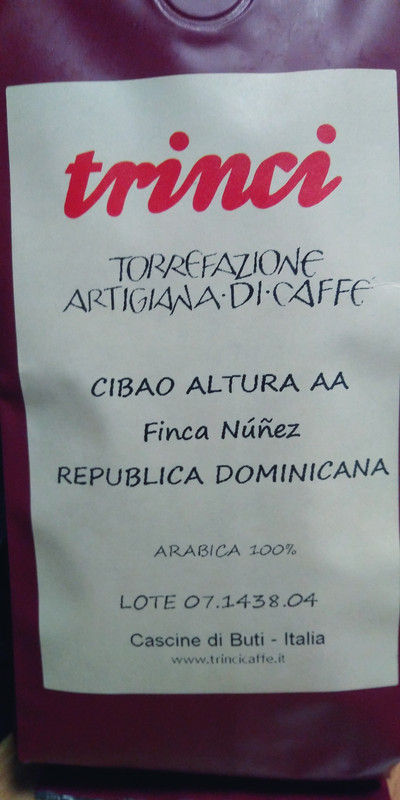 trinci
TORREFAZIONE
ARTIGIANA·DI·CAFFÈ
CIBAO ALTURA AA
Finca Núñez
REPUBLICA DOMINICANA
ARABICA 100%
LOTE 07.1438.04
Cascine di Buti - Italia
www.trincicaffe.it